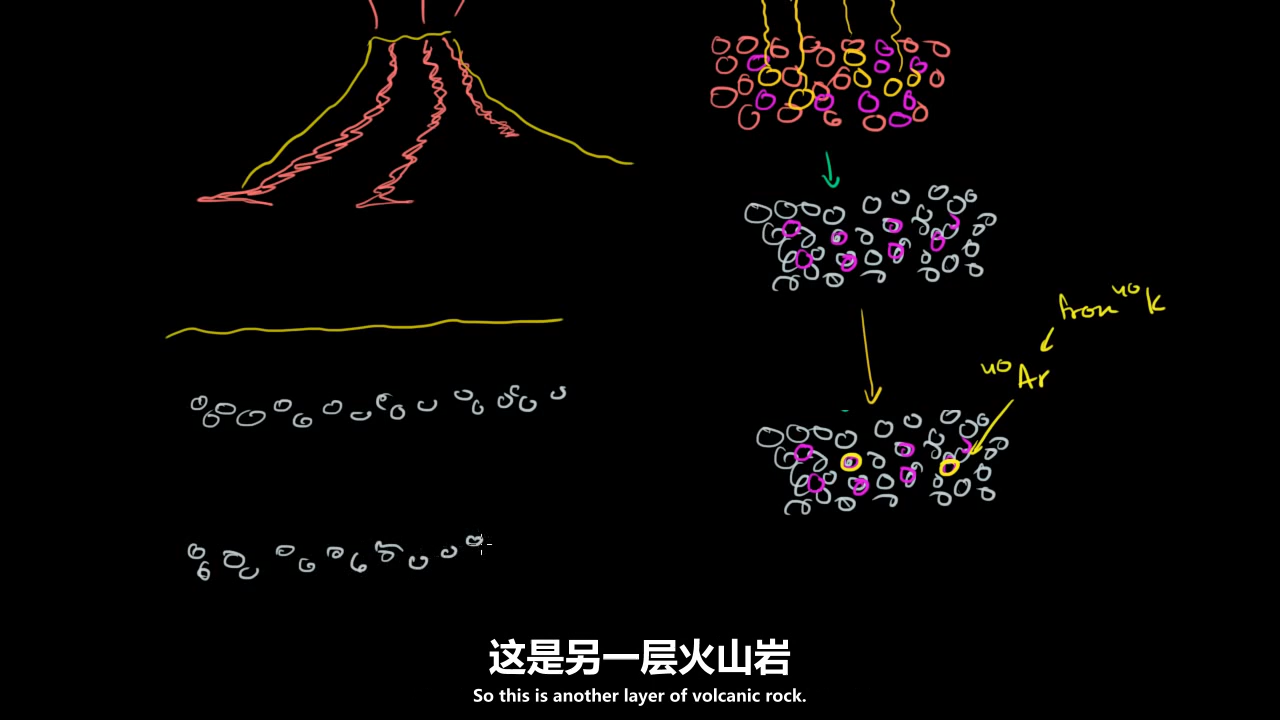 from ⁴⁰K
⁴⁰Ar
这是另一层火山岩
So this is another layer of volcanic rock.